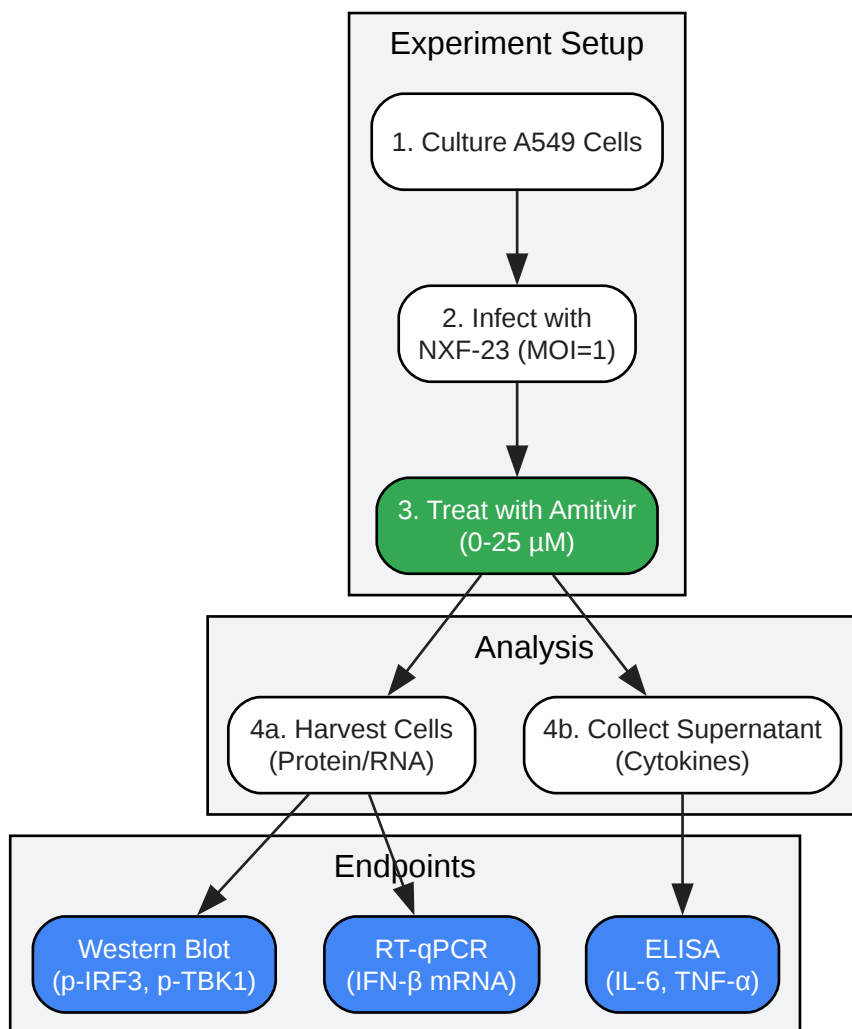 Experiment Setup
1. Culture A549 Cells
2. Infect with
NXF-23 (MOI=1)
3. Treat with Amitivir
(0-25 µM)
Analysis
4a. Harvest Cells
(Protein/RNA)
4b. Collect Supernatant
(Cytokines)
Endpoints
Western Blot
(p-IRF3, p-TBK1)
RT-qPCR
(IFN-β mRNA)
ELISA
(IL-6, TNF-α)